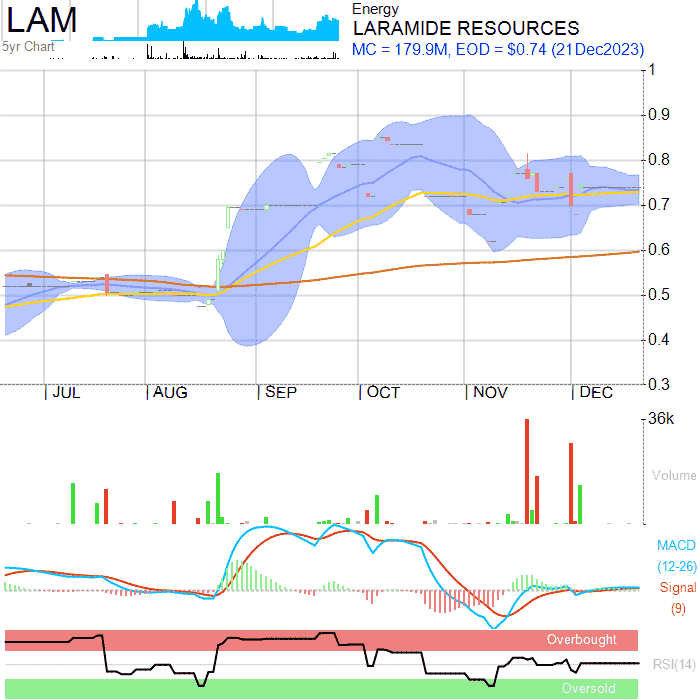 LAM
5yr Chart
Energy
LARAMIDE RESOURCES
MC = 179.9M, EOD = $0.74 (21Dec2023)
1
0.9
0.8
0.7
0.6
0.5
0.4
0.3
JUL AUG SEP OCT NOV DEC
36k
Volume
MACD
(12-26)
Signal
(9)
Overbought
RSI(14)
Oversold